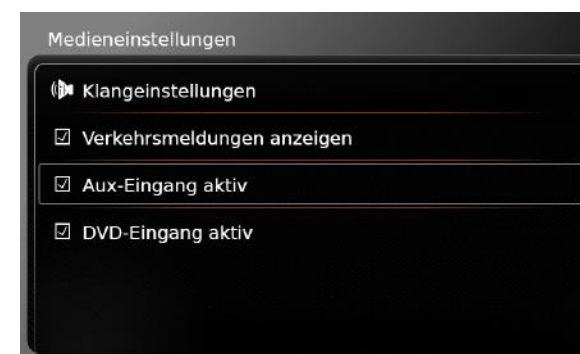 Medieneinstellungen
Klangeinstellungen
Verkehrsmeldungen anzeigen
Aux-Eingang aktiv
DVD-Eingang aktiv